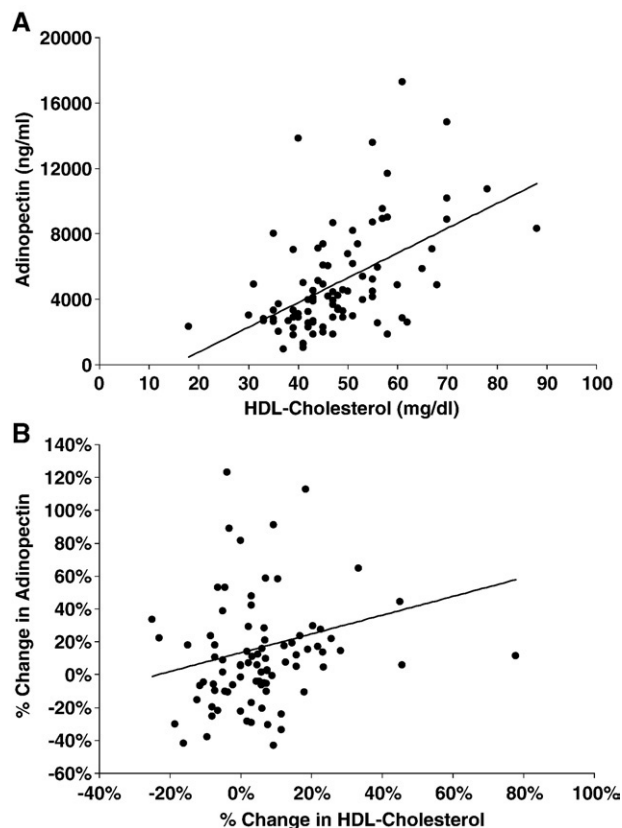 A
20000
16000
12000
8000
4000
0
Adinopectin (ng/ml)
0 10 20 30 40 50 60 70 80 90 100
HDL-Cholesterol (mg/dl)
B
140%
120%
100%
80%
60%
40%
20%
0%
-20%
-40%
-60%
% Change in Adinopectin
-40% -20% 0% 20% 40% 60% 80% 100%
% Change in HDL-Cholesterol